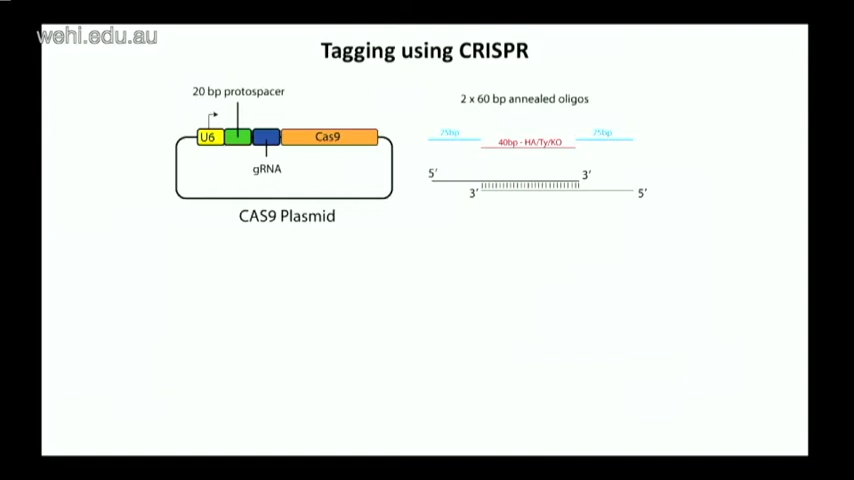 wehi.edu.au
Tagging using CRISPR
20 bp protospacer
U6
Cas9
gRNA
CAS9 Plasmid
2 x 60 bp annealed oligos
25bp
40bp - HA/Ty/KO
25bp
5'
3'
3'
5'